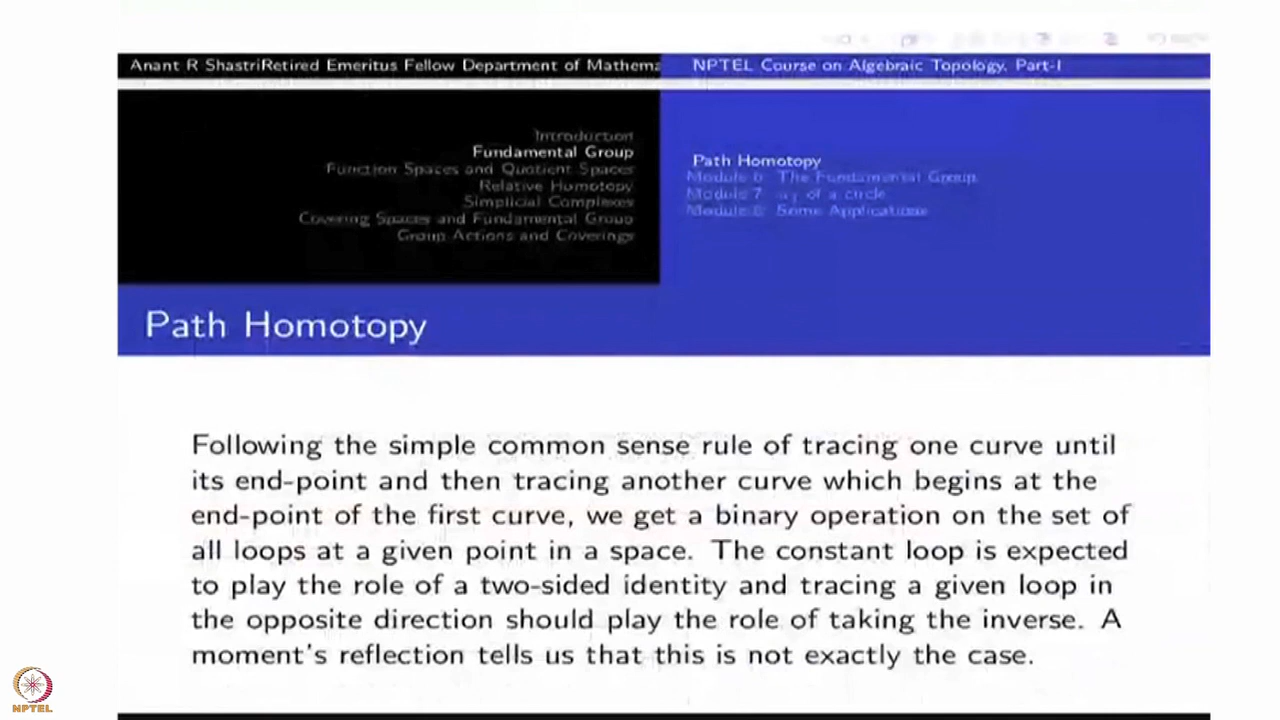 Anant R ShastriRetired Emeritus Fellow Department of Mathema
NPTEL Course on Algebraic Topology, Part-I
Introduction
Fundamental Group
Function Spaces and Quotient Spaces
Relative Homotopy
Simplicial Complexes
Covering Spaces and Fundamental Group
Group Actions and Coverings
Path Homotopy
Module 6 The Fundamental Group
Module 7 of a circle
Module 8 Some Applications
Path Homotopy
Following the simple common sense rule of tracing one curve until
its end-point and then tracing another curve which begins at the
end-point of the first curve, we get a binary operation on the set of
all loops at a given point in a space. The constant loop is expected
to play the role of a two-sided identity and tracing a given loop in
the opposite direction should play the role of taking the inverse. A
moment's reflection tells us that this is not exactly the case.
NPTEL